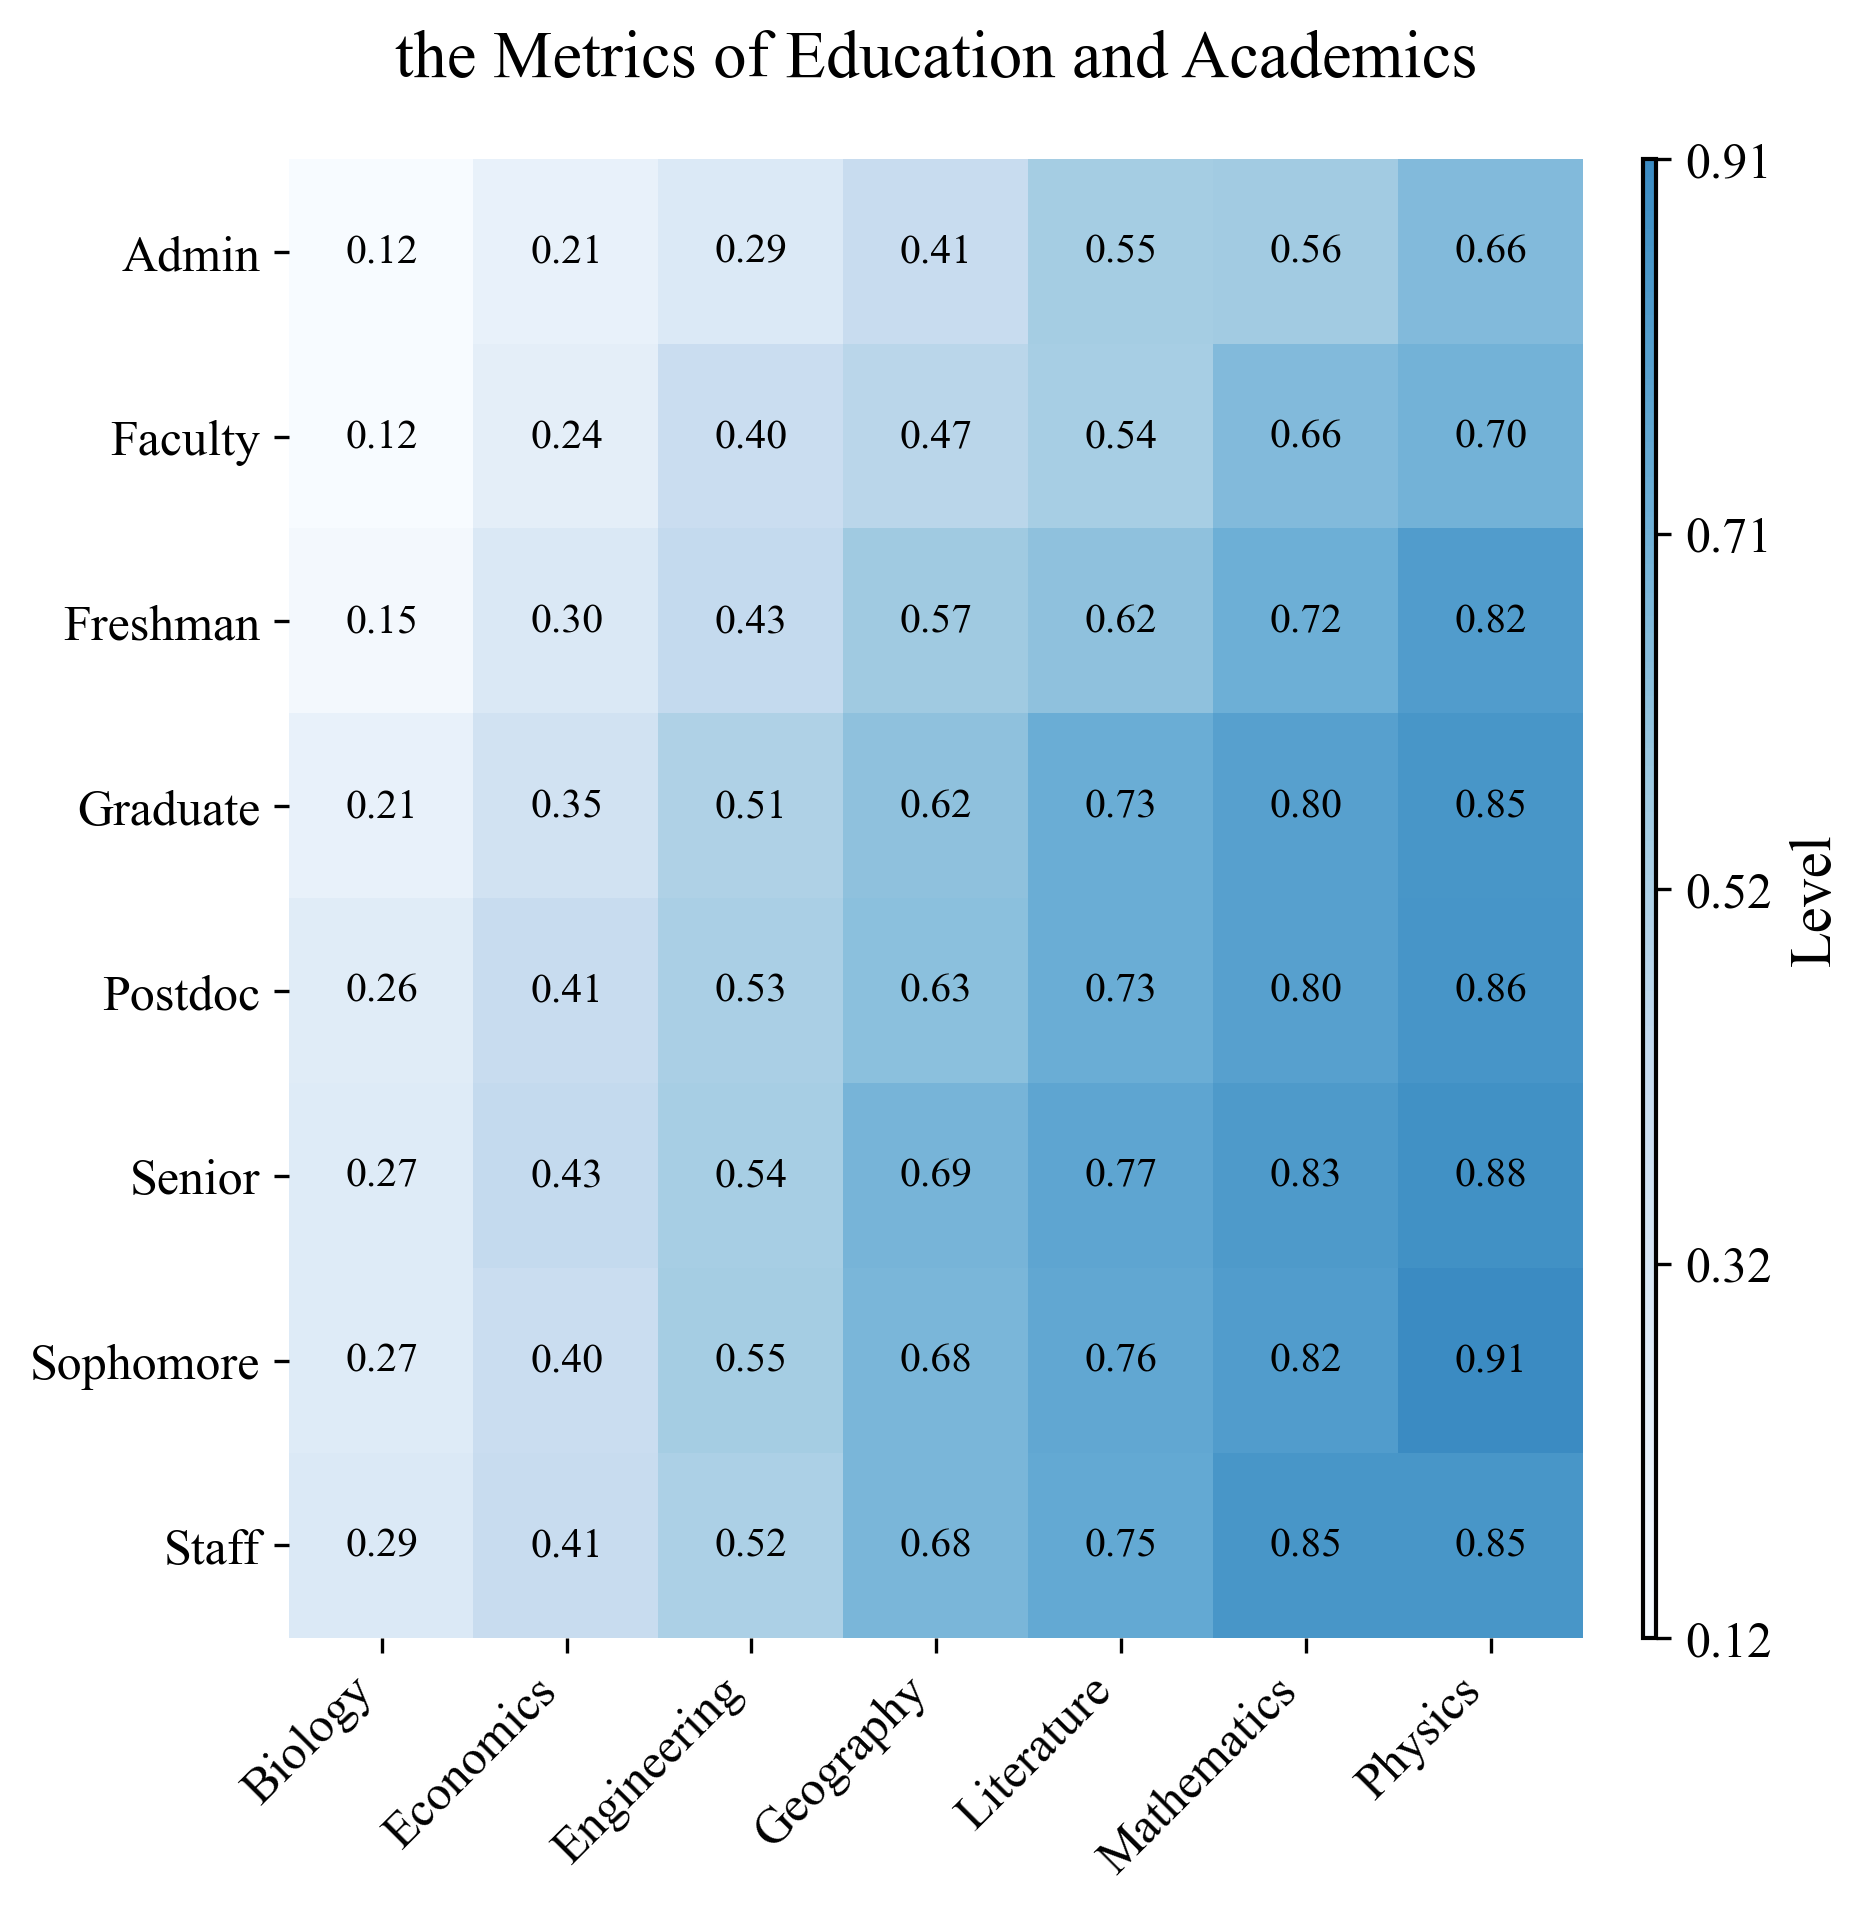 the Metrics of Education and Academics
Admin 0.12 0.21 0.29 0.41 0.55 0.56 0.66
Faculty 0.12 0.24 0.40 0.47 0.54 0.66 0.70
Freshman 0.15 0.30 0.43 0.57 0.62 0.72 0.82
Graduate 0.21 0.35 0.51 0.62 0.73 0.80 0.85
Postdoc 0.26 0.41 0.53 0.63 0.73 0.80 0.86
Senior 0.27 0.43 0.54 0.69 0.77 0.83 0.88
Sophomore 0.27 0.40 0.55 0.68 0.76 0.82 0.91
Staff 0.29 0.41 0.52 0.68 0.75 0.85 0.85
Biology Economics Engineering Geography Literature Mathematics Physics
0.91
0.71
0.52
0.32
0.12
Level